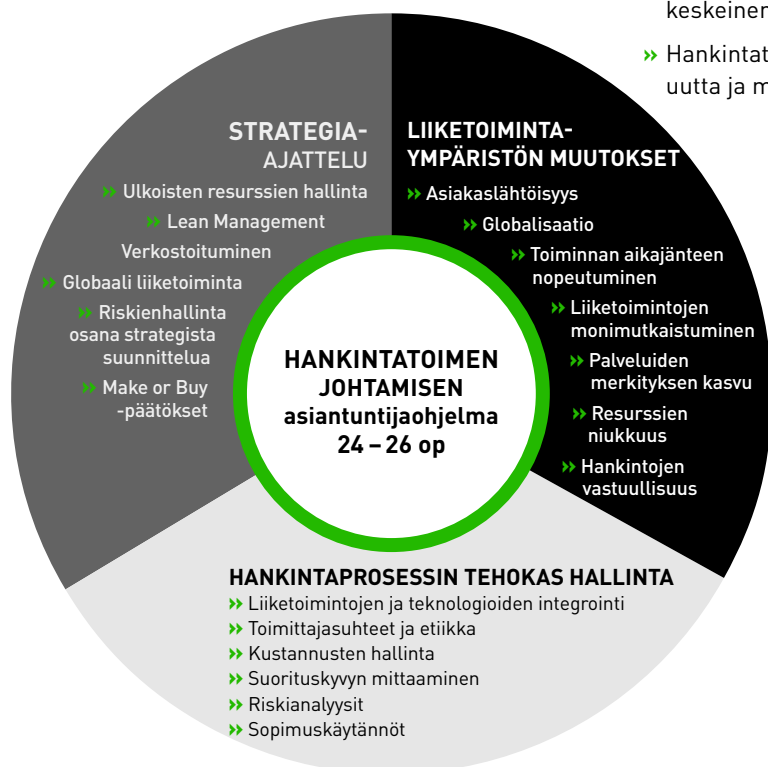 keskeinen
» Hankintat
uutta ja m
STRATEGIA-
AJATTELU
» Ulkoisten resurssien hallinta
» Lean Management
Verkostoituminen
» Globaali liiketoiminta
» Riskienhallinta
osana strategista
suunnittelua
» Make or Buy
-päätökset
LIIKETOIMINTA-
YMPÄRISTÖN MUUTOKSET
» Asiakaslähtöisyys
» Globalisaatio
» Toiminnan aikajänteen
nopeutuminen
» Liiketoimintojen
monimutkaistuminen
» Palveluiden
merkityksen kasvu
» Resurssien
niukkuus
» Hankintojen
vastuullisuus
HANKINTATOIMEN
JOHTAMISEN
asiantuntijaohjelma
24 – 26 op
HANKINTAPROSESSIN TEHOKAS HALLINTA
» Liiketoimintojen ja teknologioiden integrointi
» Toimittajasuhteet ja etiikka
» Kustannusten hallinta
» Suorituskyvyn mittaaminen
» Riskianalyysit
» Sopimuskäytännöt